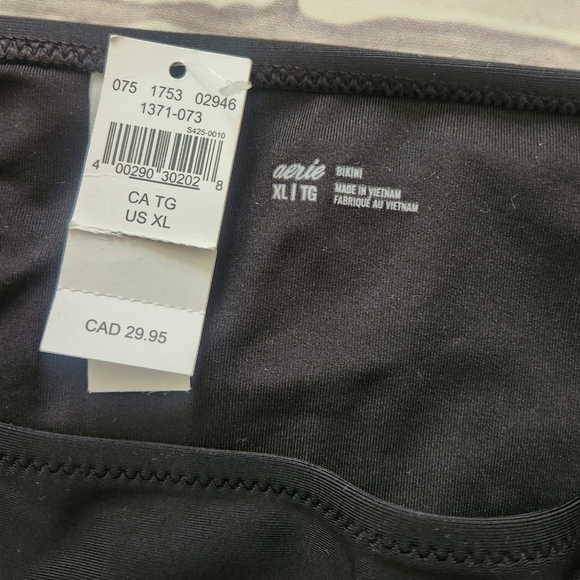 075 1753 02946
1371-073
S425-0010
4 00290 30202 8
CA TG
US XL
CAD 29.95
aerie BIKINI
XL | TG MADE IN VIETNAM
FABRIQUÉ AU VIETNAM